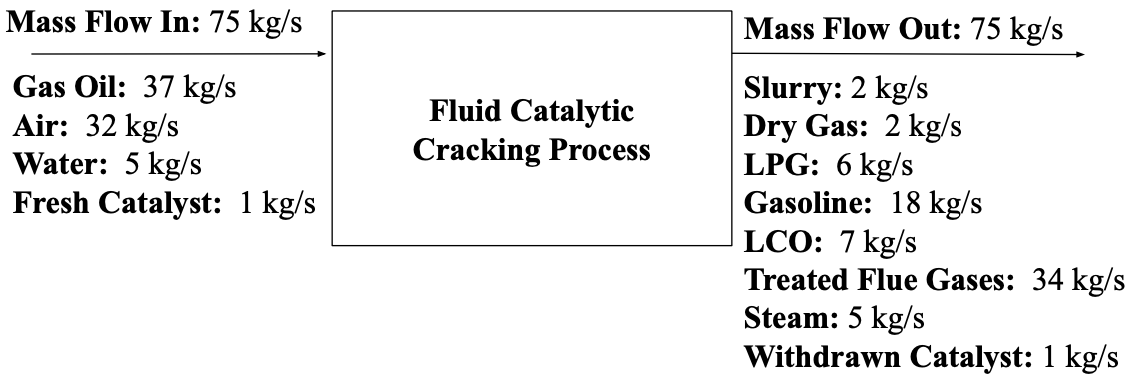 Mass Flow In: 75 kg/s
Gas Oil: 37 kg/s
Air: 32 kg/s
Water: 5 kg/s
Fresh Catalyst: 1 kg/s
Fluid Catalytic
Cracking Process
Mass Flow Out: 75 kg/s
Slurry: 2 kg/s
Dry Gas: 2 kg/s
LPG: 6 kg/s
Gasoline: 18 kg/s
LCO: 7 kg/s
Treated Flue Gases: 34 kg/s
Steam: 5 kg/s
Withdrawn Catalyst: 1 kg/s